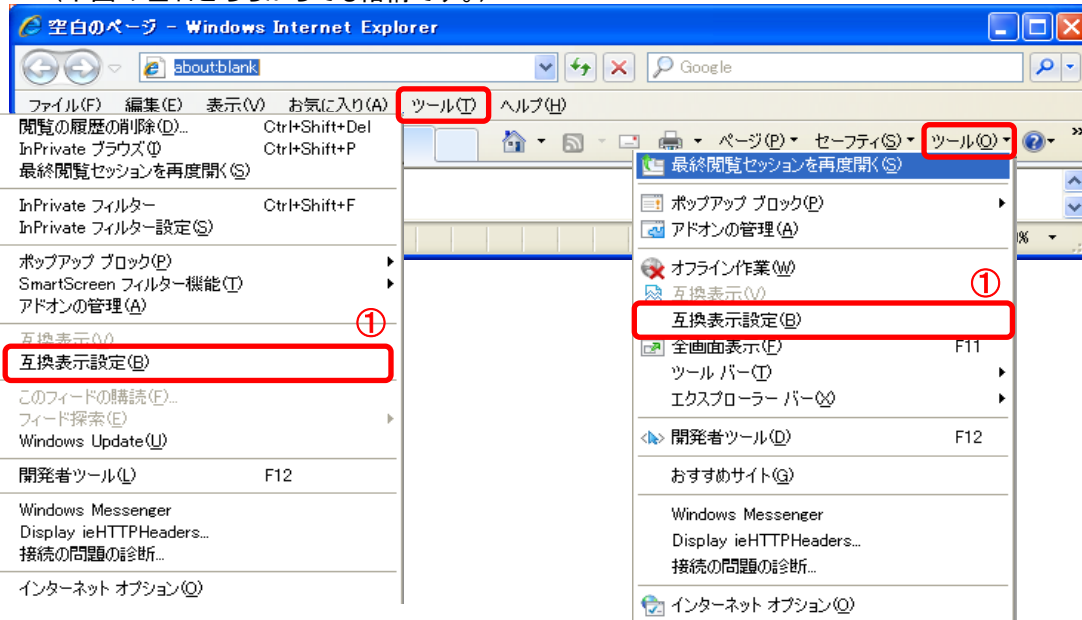 空白のページ - Windows Internet Explorer
about:blank
Google
ファイル(F) 編集(E) 表示(V) お気に入り(A) ツール(T) ヘルプ(H)
ページ(P) セーフティ(S) ツール(O)
閲覧の履歴の削除(D)... Ctrl+Shift+Del
InPrivate ブラウズ(I) Ctrl+Shift+P
最終閲覧セッションを再度開く(S)
InPrivate フィルター Ctrl+Shift+F
InPrivate フィルター設定(S)
ポップアップ ブロック(P)
SmartScreen フィルター機能(T)
アドオンの管理(A)
①
互換表示(V)
互換表示設定(B)
このフィードの購読(F)...
フィード探索(E)
Windows Update(U)
開発者ツール(L) F12
Windows Messenger
Display ieHTTPHeaders...
接続の問題の診断...
インターネット オプション(O)
最終閲覧セッションを再度開く(S)
ポップアップ ブロック(P)
アドオンの管理(A)
オフライン作業(W)
①
互換表示(V)
互換表示設定(B)
全画面表示(F) F11
ツール バー(T)
エクスプローラー バー(X)
開発者ツール(D) F12
おすすめサイト(G)
Windows Messenger
Display ieHTTPHeaders...
接続の問題の診断...
インターネット オプション(O)